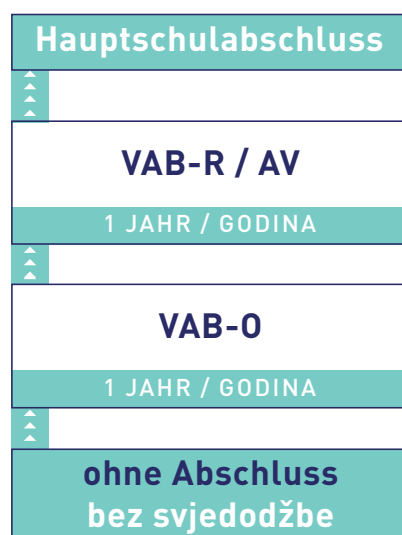 Hauptschulabschluss
VAB-R / AV
1 JAHR / GODINA
VAB-O
1 JAHR / GODINA
ohne Abschluss
bez svjedodžbe